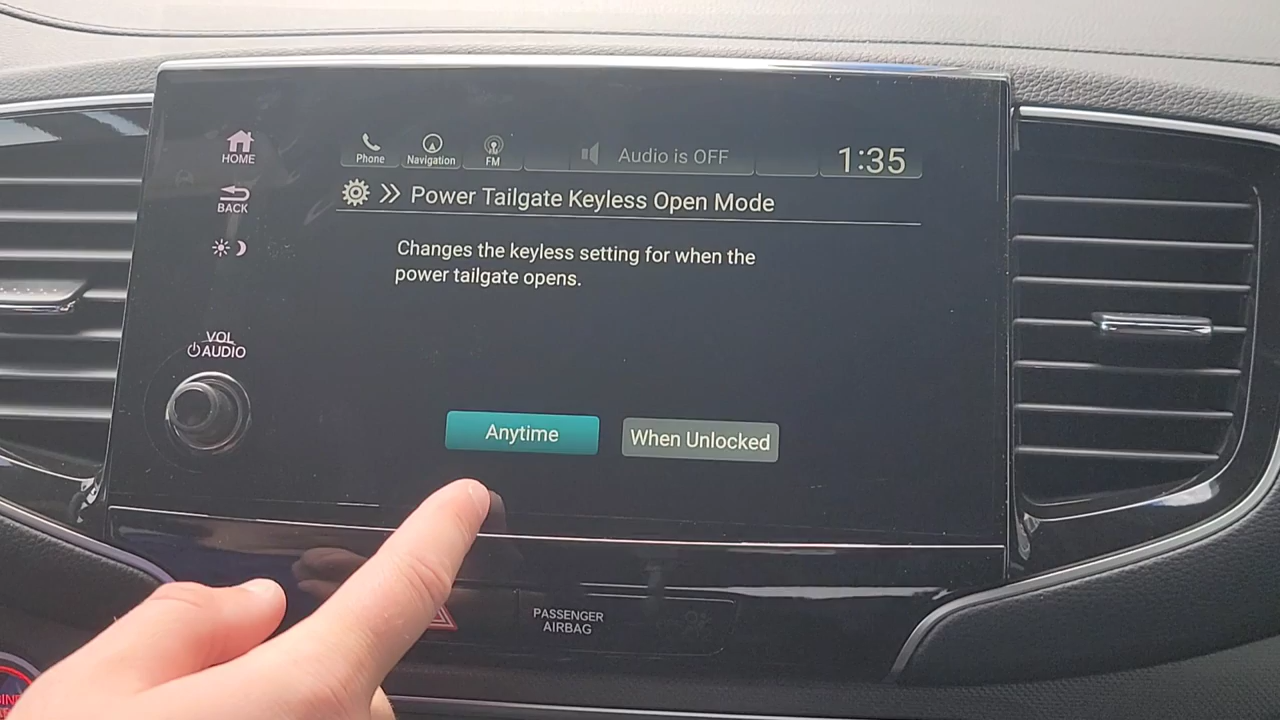 HOME
BACK
VOL
AUDIO
Phone
Navigation
FM
Audio is OFF
1:35
Power Tailgate Keyless Open Mode
Changes the keyless setting for when the
power tailgate opens.
Anytime
When Unlocked
PASSENGER
AIRBAG